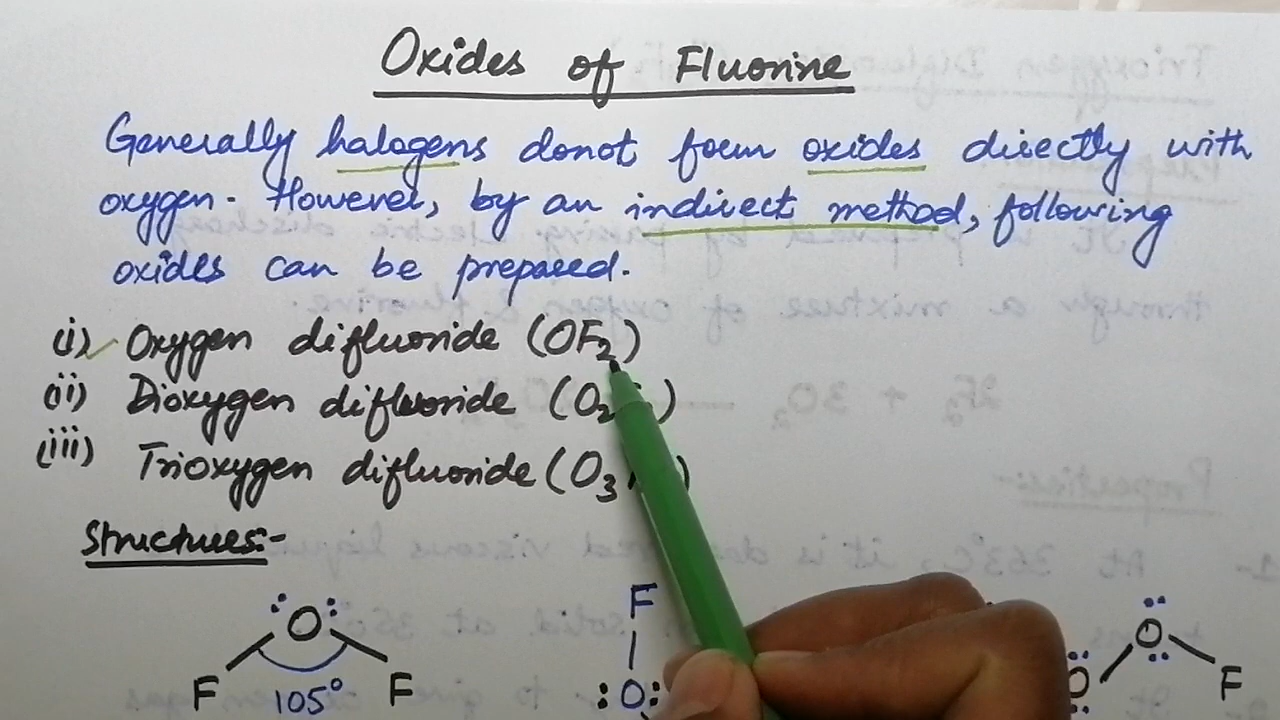 Oxides of Fluorine
Generally halogens donot form oxides directly with
oxygen. However, by an indirect method, following
oxides can be prepared.
(i) Oxygen difluoride (OF2)
(ii) Dioxygen difluoride (O2 )
(iii) Trioxygen difluoride (O3 )
Structures:-
O F F 105°
F O
O O F